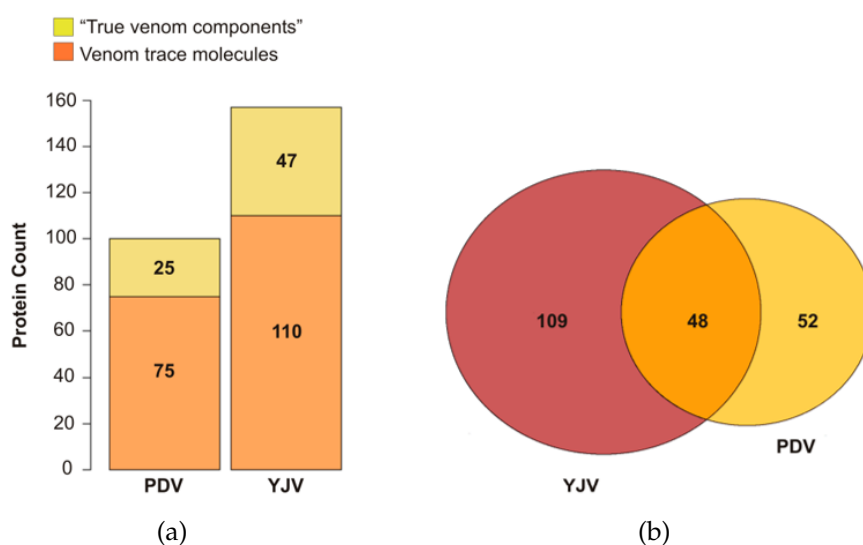 “True venom components”
Venom trace molecules
Protein Count
160
140
120
100
80
60
40
20
0
25
75
47
110
PDV
YJV
(a)
109
48
52
PDV
YJV
(b)